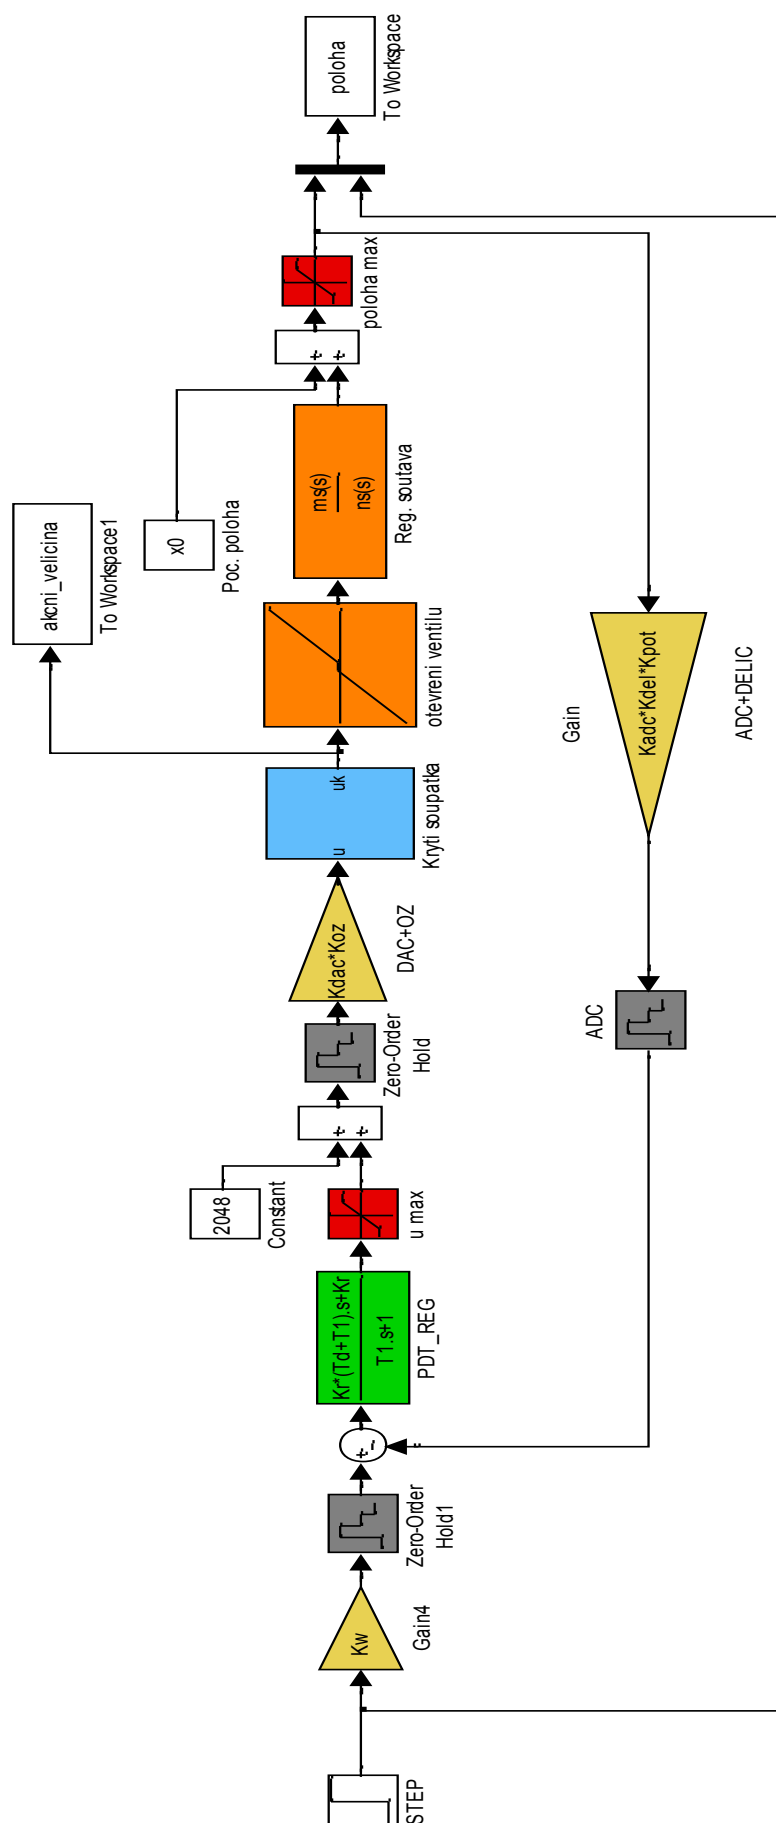 STEP
Kw
Gain4
Zero-Order
Hold1
+
-
Kr*(Td+T1).s+Kr
T1.s+1
PDT_REG
u max
2048
Constant
+
+
Zero-Order
Hold
Kdac*Koz
DAC+OZ
u
uk
Kryti soupatka
akcni_velicina
To Workspace1
otevreni ventilu
ms(s)
ns(s)
Reg. soutava
x0
Poc. poloha
+
+
poloha max
poloha
To Workspace
Gain
Kadc*Kdel*Kpot
ADC+DELIC
ADC